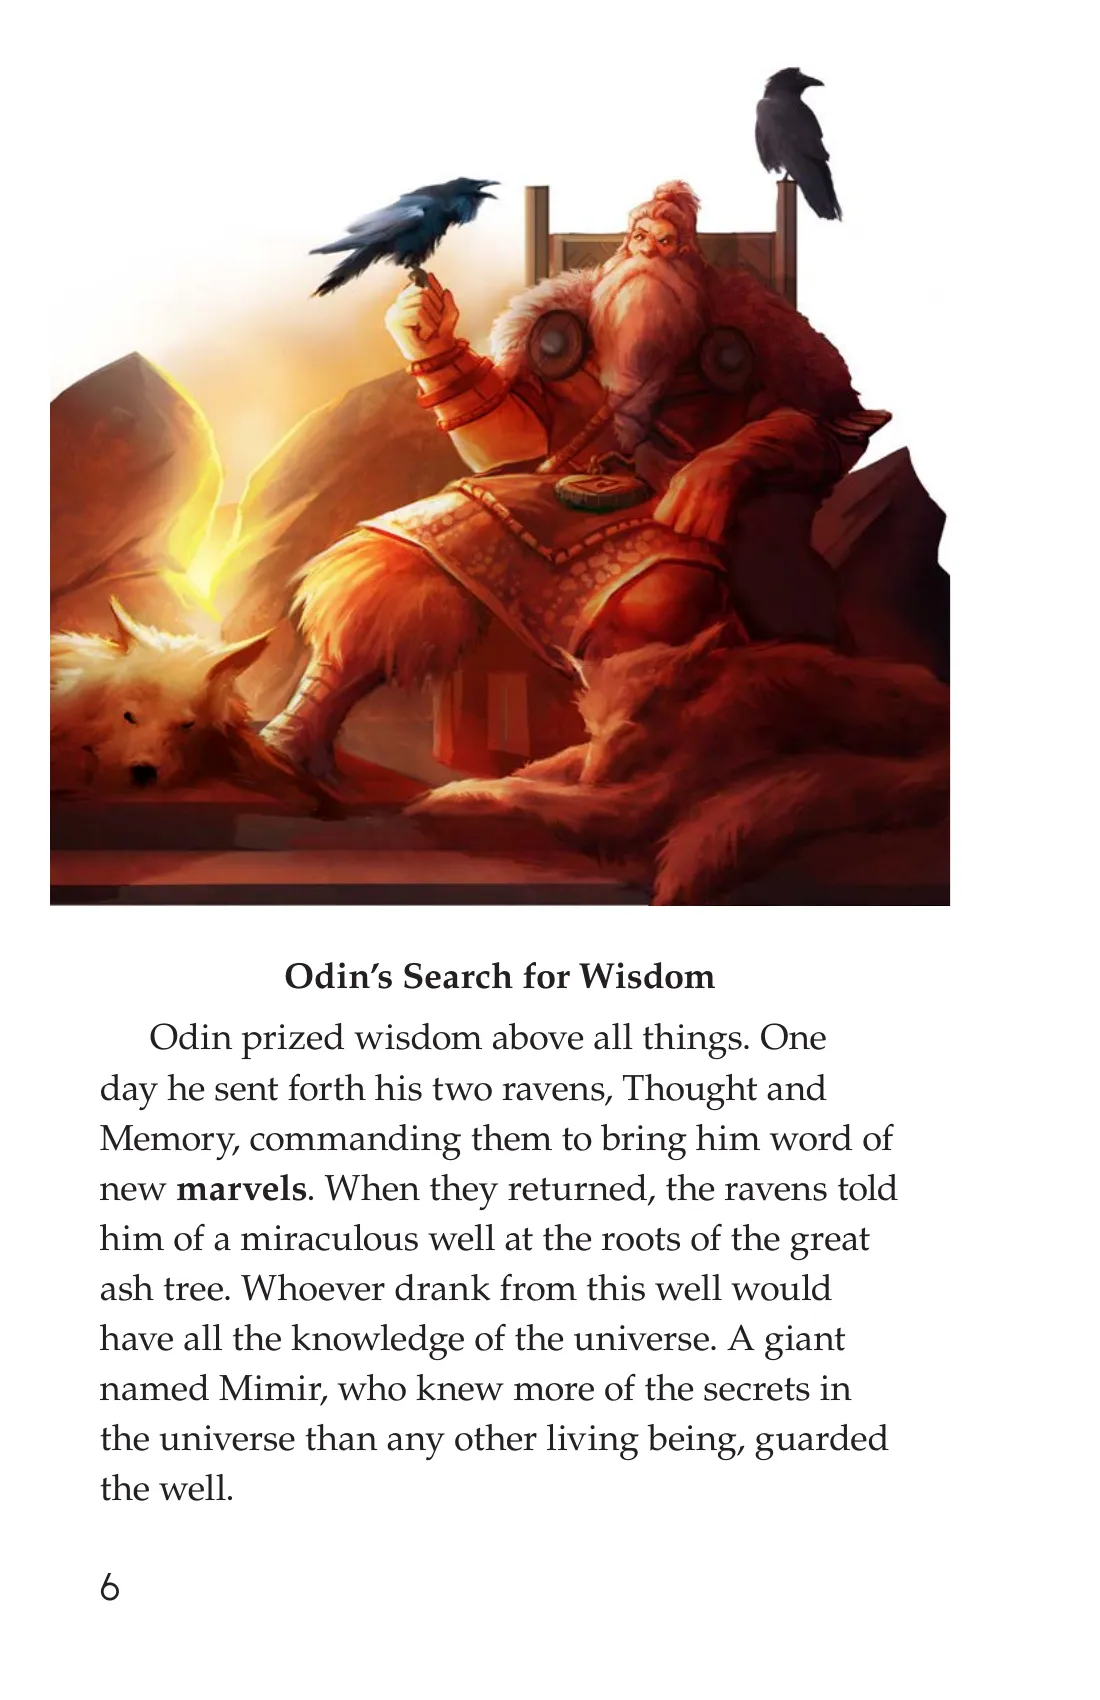 Odin’s Search for Wisdom
Odin prized wisdom above all things. One
day he sent forth his two ravens, Thought and
Memory, commanding them to bring him word of
new marvels. When they returned, the ravens told
him of a miraculous well at the roots of the great
ash tree. Whoever drank from this well would
have all the knowledge of the universe. A giant
named Mimir, who knew more of the secrets in
the universe than any other living being, guarded
the well.
6